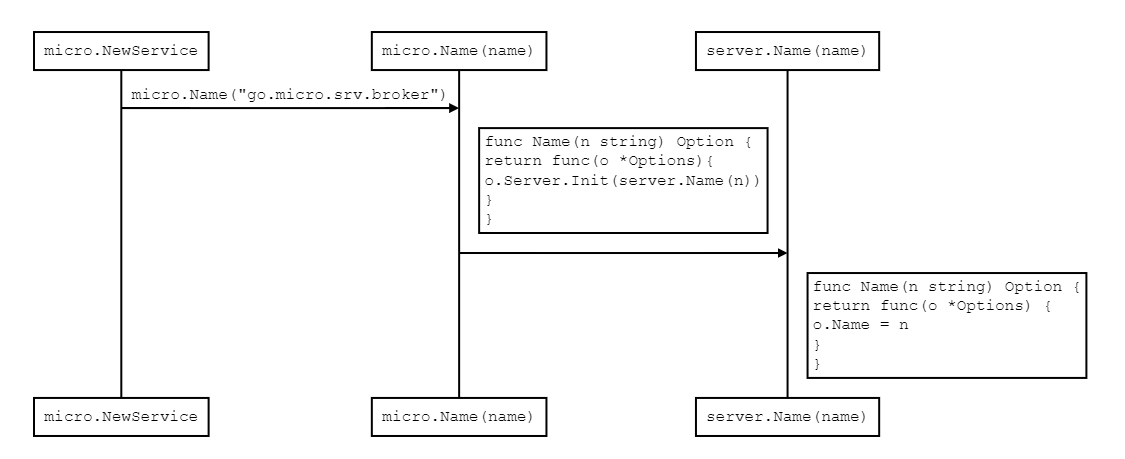 micro.NewService
micro.Name(name)
server.Name(name)
micro.Name("go.micro.srv.broker")
func Name(n string) Option {
return func(o *Options){
o.Server.Init(server.Name(n))
}
}
func Name(n string) Option {
return func(o *Options) {
o.Name = n
}
}
micro.NewService
micro.Name(name)
server.Name(name)